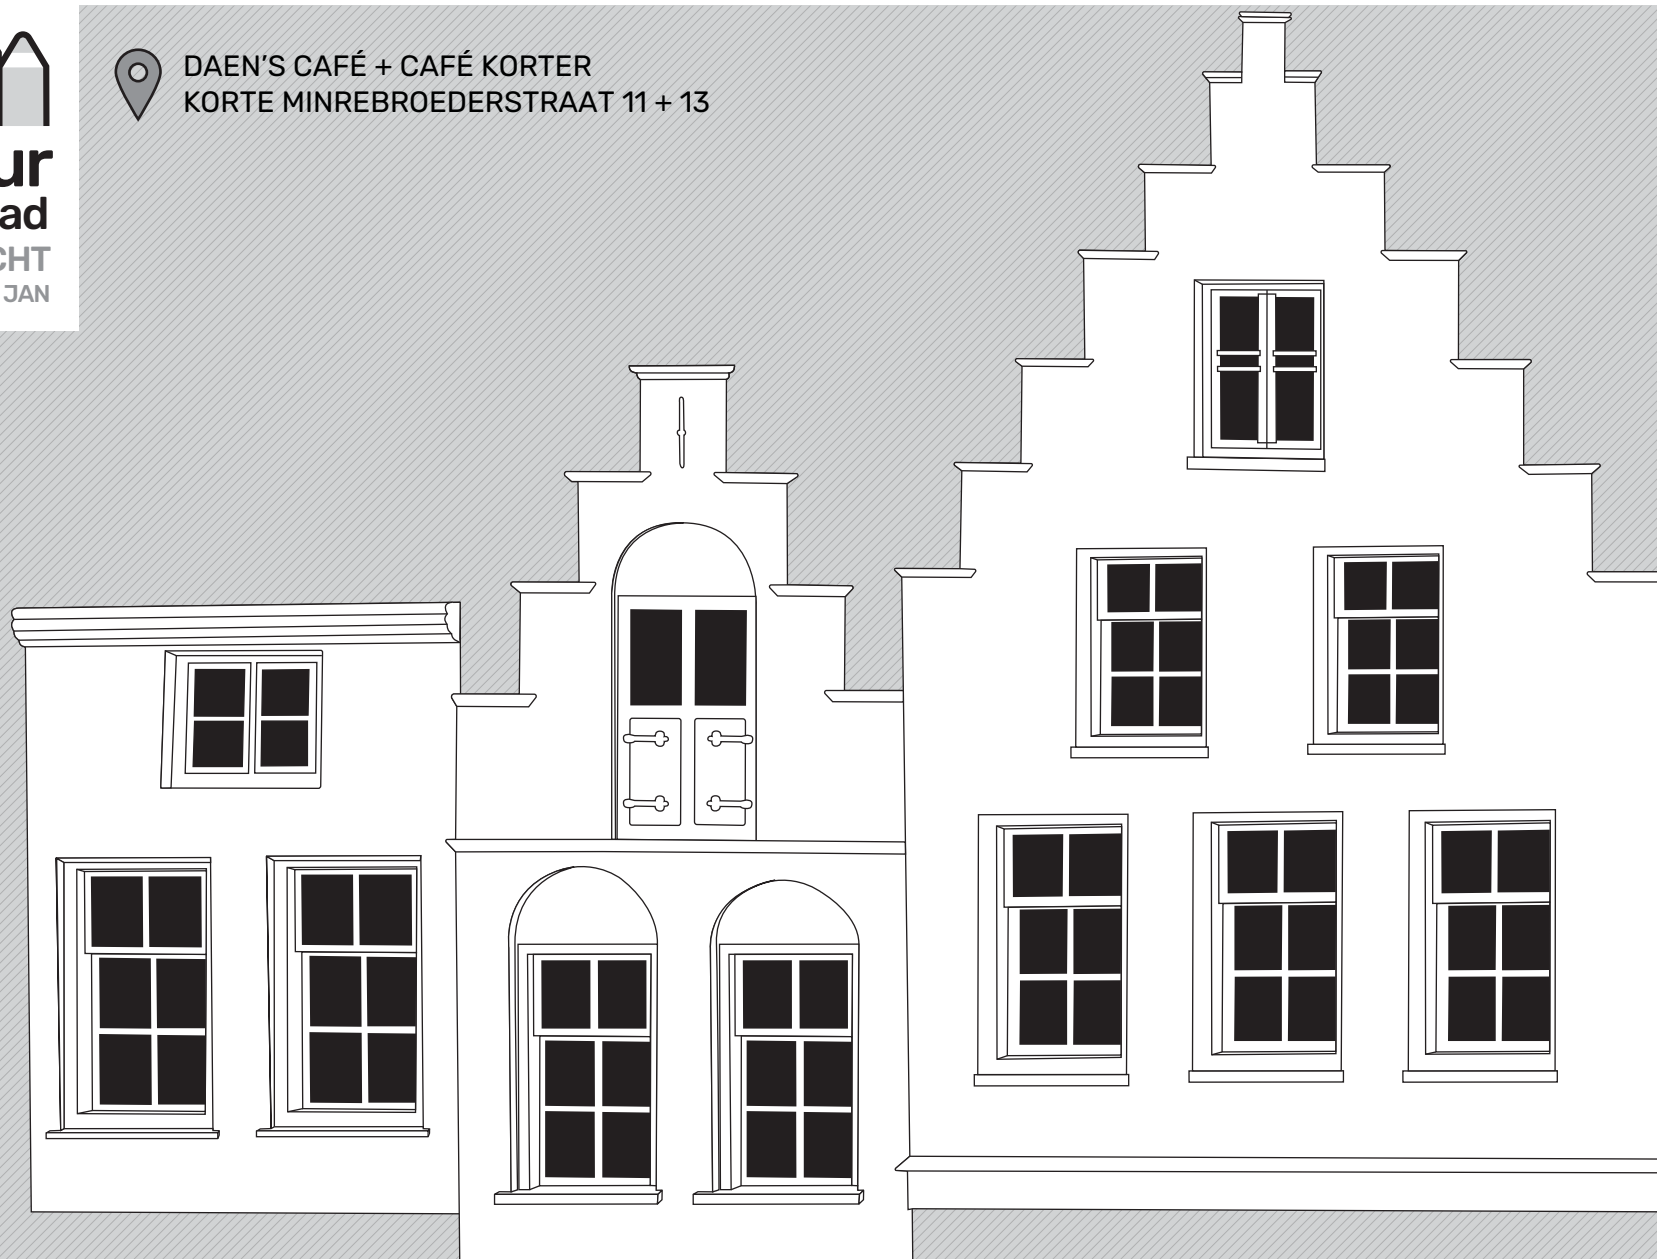 DAEN'S CAFÉ + CAFÉ KORTER
KORTE MINREBROEDERSTRAAT 11 + 13
ur
ad
CHT
JAN